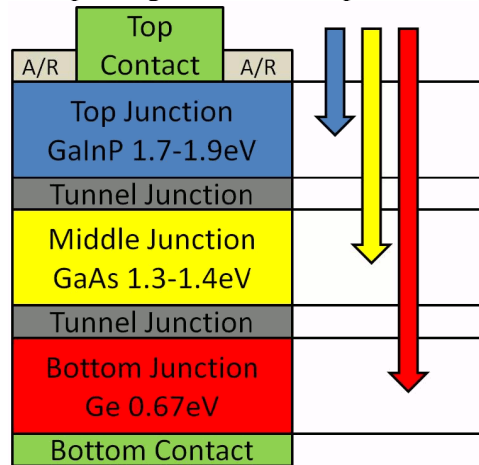 Top
Contact
A/R
A/R
Top Junction
GaInP 1.7-1.9eV
Tunnel Junction
Middle Junction
GaAs 1.3-1.4eV
Tunnel Junction
Bottom Junction
Ge 0.67eV
Bottom Contact